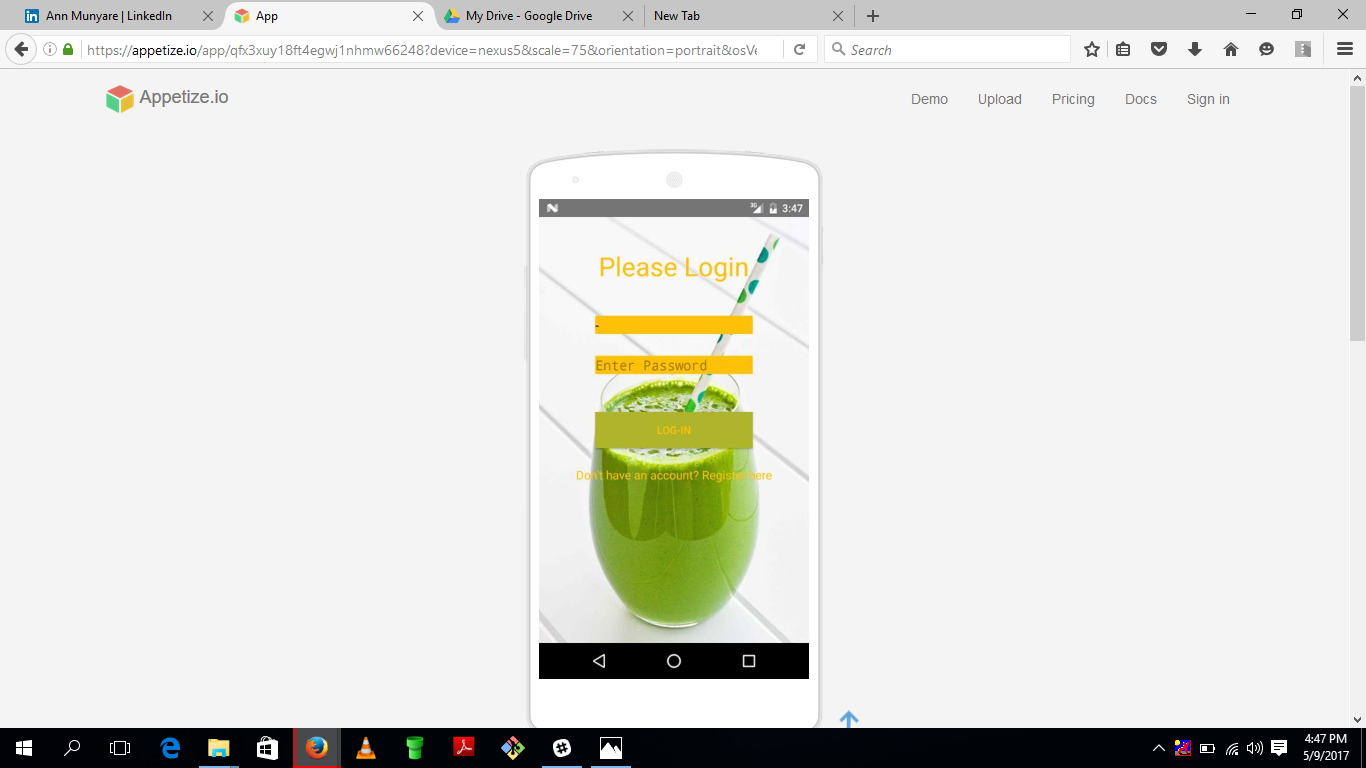 Ann Munyare | LinkedIn
App
My Drive - Google Drive
New Tab
https://appetize.io/app/qfx3xuy18ft4egwj1nhmw66248?device=nexus5&scale=75&orientation=portrait&osVe
Search
Appetize.io
Demo
Upload
Pricing
Docs
Sign in
3G
3:47
Please Login
-
Enter Password
LOG-IN
Don't have an account? Register here
4:47 PM
5/9/2017